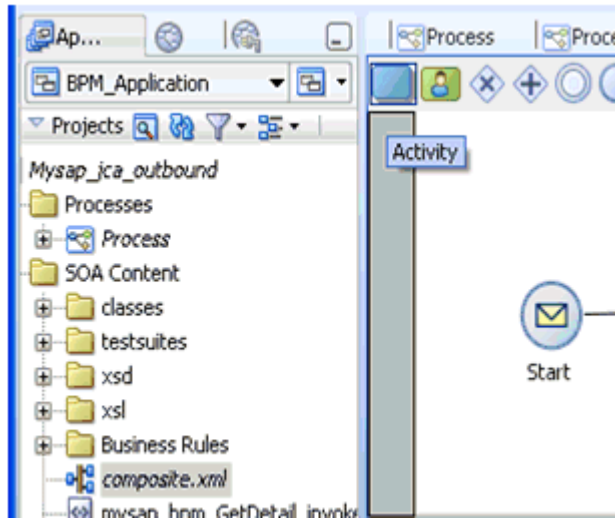 Ap...
Process
Proce
BPM_Application
Projects
Activity
Mysap_jca_outbound
Processes
Process
SOA Content
classes
testsuites
xsd
xsl
Business Rules
composite.xml
mysap_bpm_GetDetail_invoke
Start